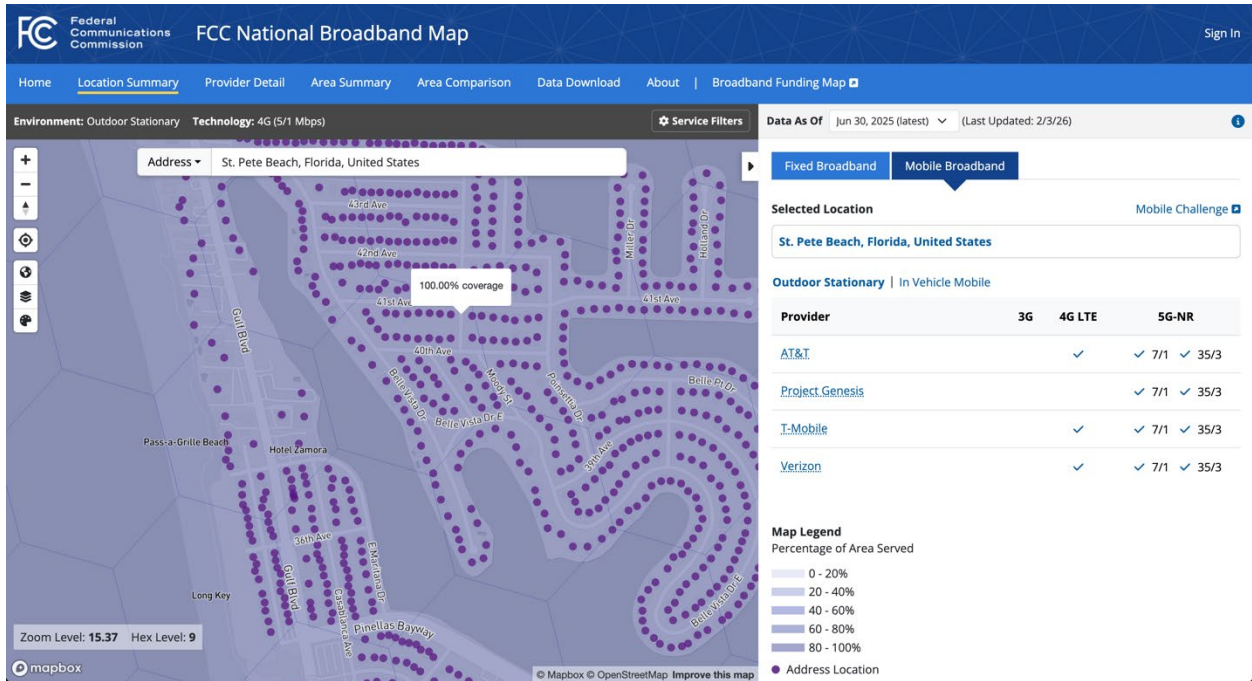 FCC Federal Communications Commission
FCC National Broadband Map
Sign In
Home Location Summary Provider Detail Area Summary Area Comparison Data Download About | Broadband Funding Map
Environment: Outdoor Stationary Technology: 4G (5/1 Mbps)
Service Filters
Data As Of Jun 30, 2025 (latest) (Last Updated: 2/3/26)
Address St. Pete Beach, Florida, United States
43rd Ave
42nd Ave
Miller Dr
Holland Dr
100.00% coverage
41st Ave
41st Ave
Gulf Blvd
40th Ave
Belle Vista Dr
Moody St
Poinsettia Dr
Belle Pt Dr
Belle Vista Dr E
39th Ave
Pass-a-Grille Beach
Hotel Zamora
36th Ave
E Maritana Dr
Gulf Blvd
Casablanca Ave
Long Key
Belle Vista Dr E
Pinellas Bayway
Zoom Level: 15.37 Hex Level: 9
mapbox
© Mapbox © OpenStreetMap Improve this map
Fixed Broadband Mobile Broadband
Selected Location Mobile Challenge
St. Pete Beach, Florida, United States
Outdoor Stationary | In Vehicle Mobile
Provider 3G 4G LTE 5G-NR
AT&T ✓ ✓ 7/1 ✓ 35/3
Project Genesis ✓ 7/1 ✓ 35/3
T-Mobile ✓ ✓ 7/1 ✓ 35/3
Verizon ✓ ✓ 7/1 ✓ 35/3
Map Legend
Percentage of Area Served
0 - 20%
20 - 40%
40 - 60%
60 - 80%
80 - 100%
Address Location